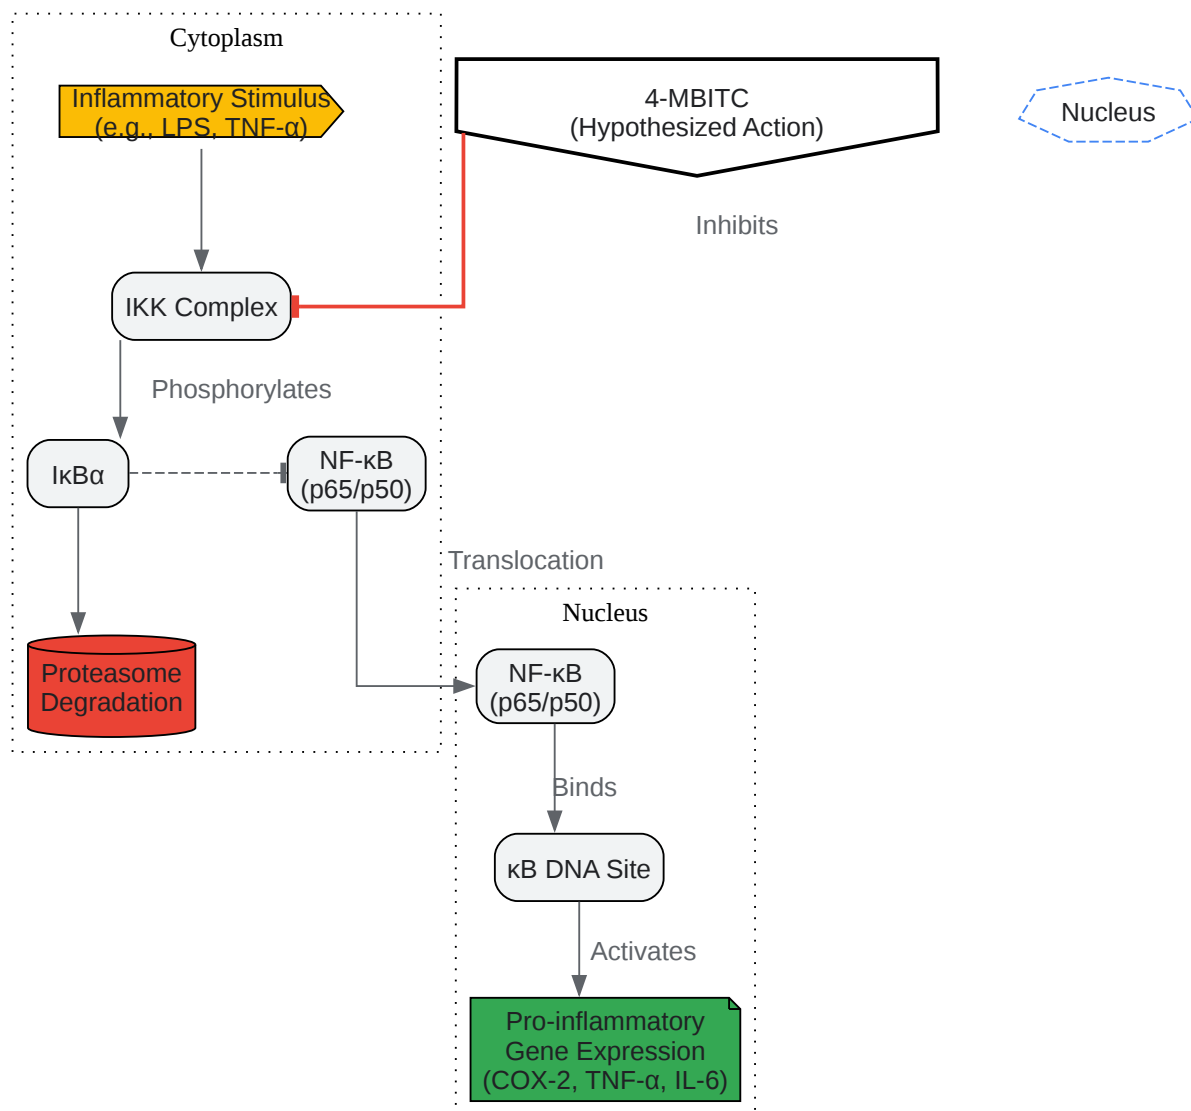 Cytoplasm
Inflammatory Stimulus
(e.g., LPS, TNF-α)
4-MBITC
(Hypothesized Action)
Nucleus
Inhibits
IKK Complex
Phosphorylates
IκBα
NF-κB
(p65/p50)
Translocation
Nucleus
Proteasome
Degradation
NF-κB
(p65/p50)
Binds
κB DNA Site
Activates
Pro-inflammatory
Gene Expression
(COX-2, TNF-α, IL-6)